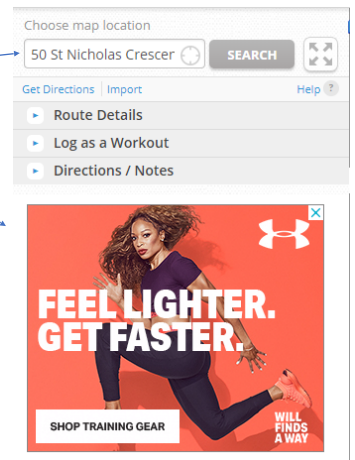 Choose map location
50 St Nicholas Crescer
SEARCH
Get Directions
Import
Help ?
Route Details
Log as a Workout
Directions / Notes
FEEL LIGHTER.
GET FASTER.
SHOP TRAINING GEAR
WILL
FINDS
A WAY